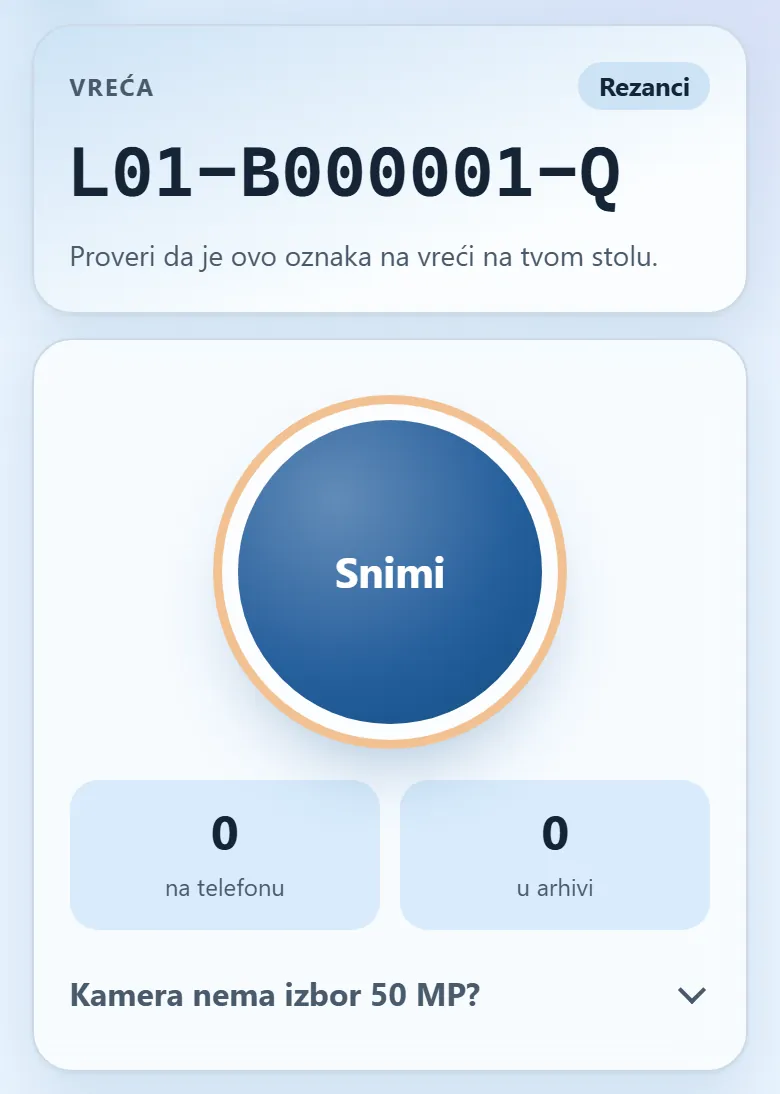 VREĆA
Rezanci
L01-B000001-Q
Proveri da je ovo oznaka na vreći na tvom stolu.
Snimi
0
na telefonu
0
u arhivi
Kamera nema izbor 50 MP?